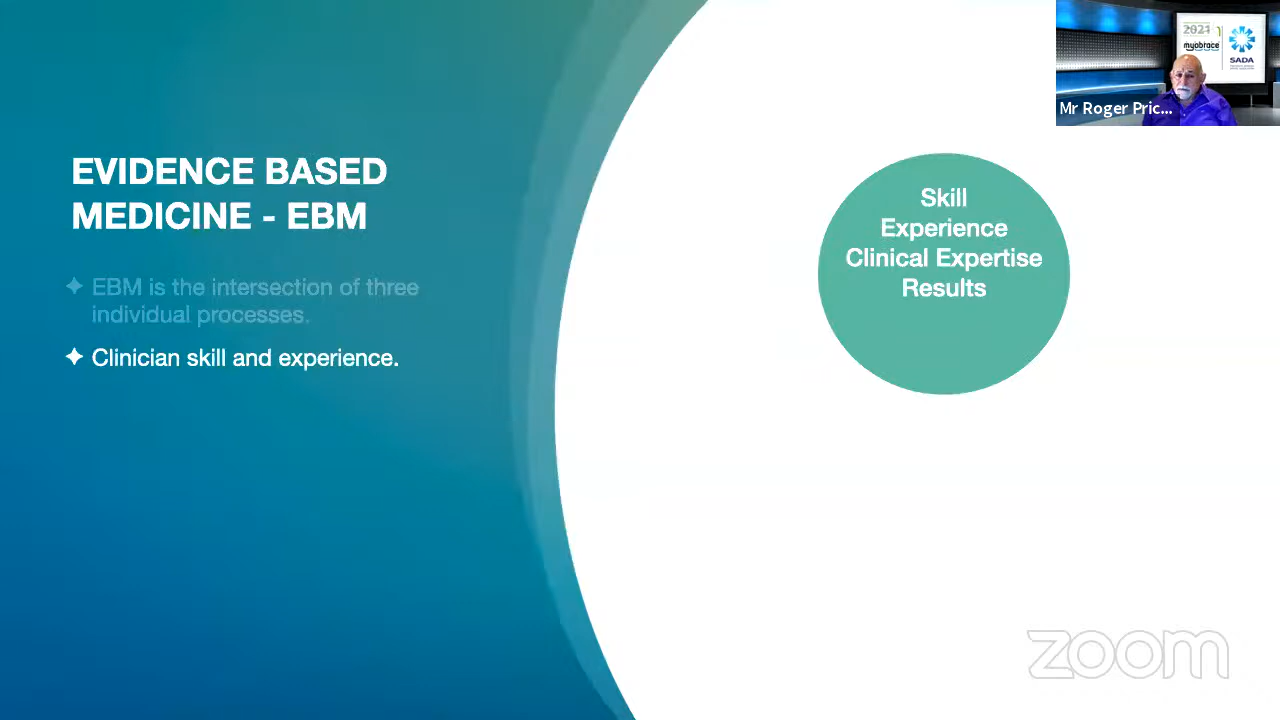 EVIDENCE BASED
MEDICINE - EBM
✦ EBM is the intersection of three
individual processes.
✦ Clinician skill and experience.
Skill
Experience
Clinical Expertise
Results
2021
myobrace
SADA
Mr Roger Pric...
zoom